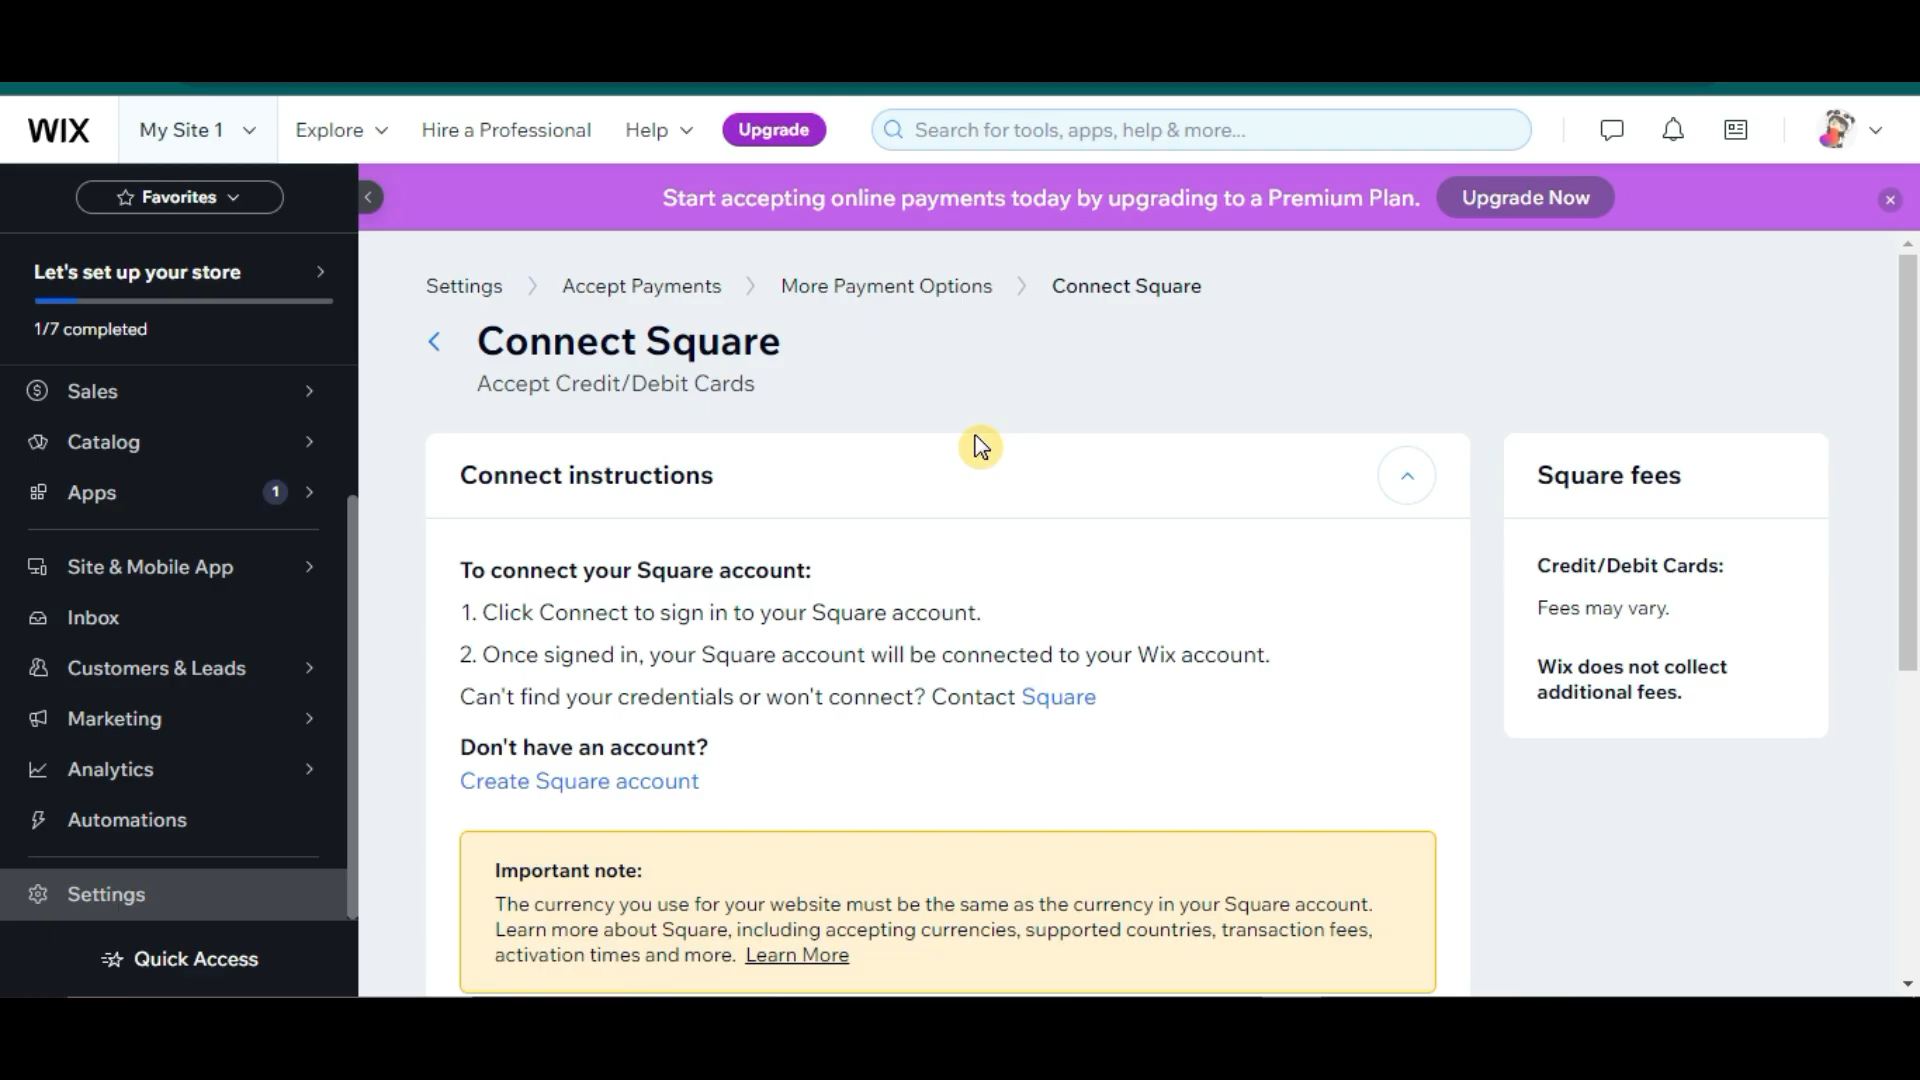 WIX
My Site 1
Explore
Hire a Professional
Help
Upgrade
Search for tools, apps, help & more...
Favorites
Start accepting online payments today by upgrading to a Premium Plan.
Upgrade Now
Let's set up your store
1/7 completed
Sales
Catalog
Apps
1
Site & Mobile App
Inbox
Customers & Leads
Marketing
Analytics
Automations
Settings
Quick Access
Settings
Accept Payments
More Payment Options
Connect Square
Connect Square
Accept Credit/Debit Cards
Connect instructions
To connect your Square account:
1. Click Connect to sign in to your Square account.
2. Once signed in, your Square account will be connected to your Wix account.
Can't find your credentials or won't connect? Contact Square
Don't have an account?
Create Square account
Important note:
The currency you use for your website must be the same as the currency in your Square account.
Learn more about Square, including accepting currencies, supported countries, transaction fees,
activation times and more. Learn More
Square fees
Credit/Debit Cards:
Fees may vary.
Wix does not collect
additional fees.